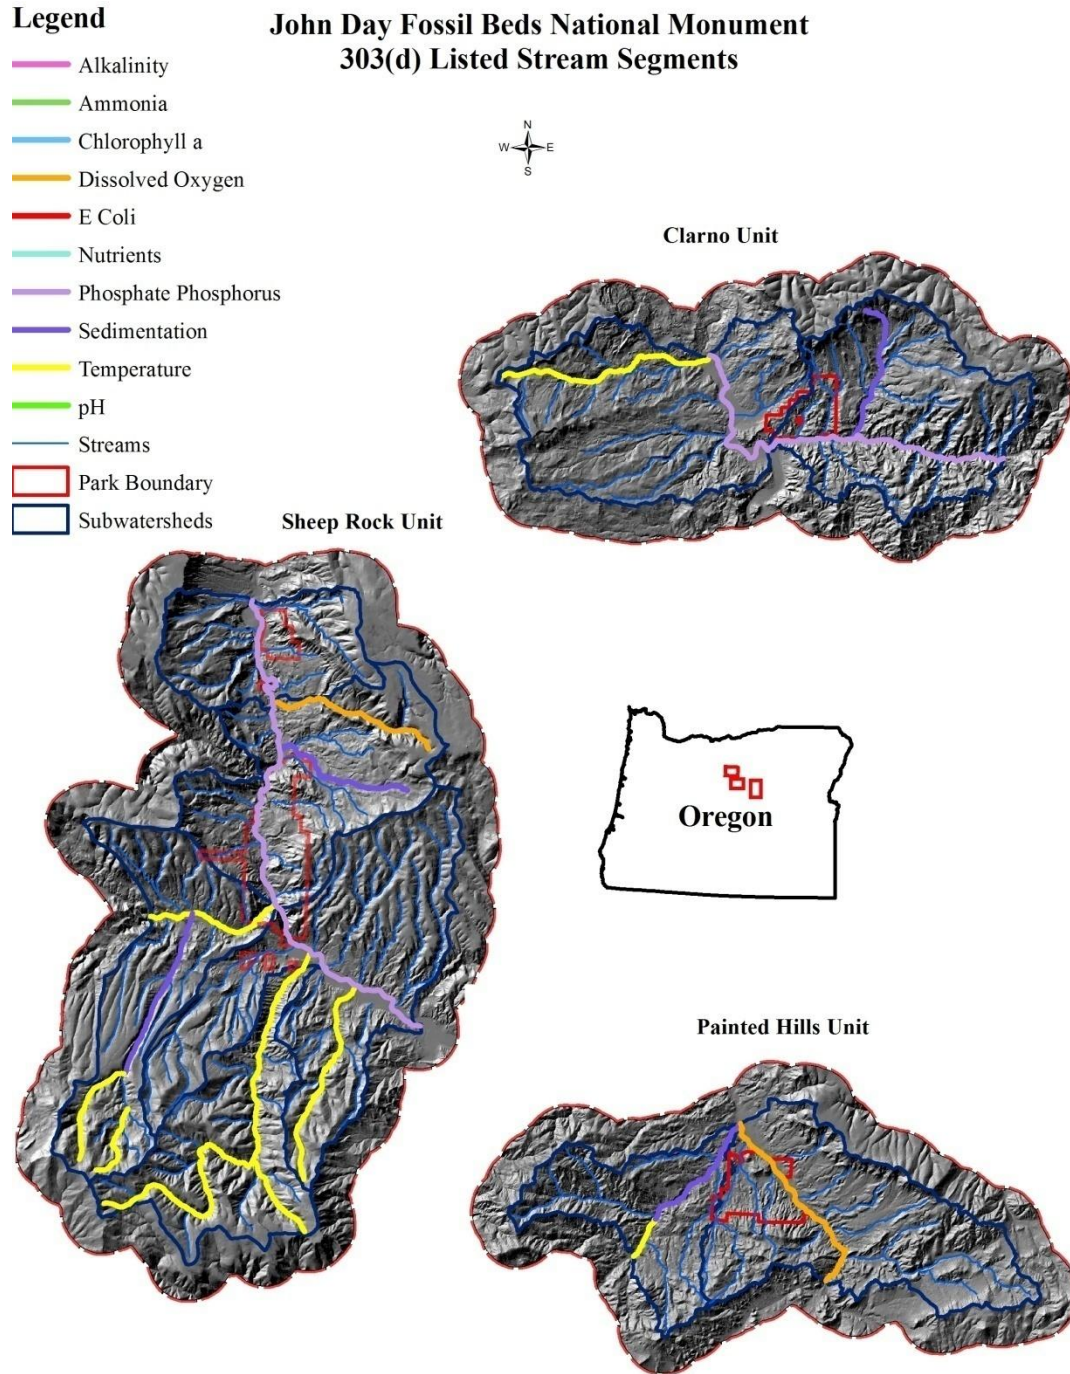 Legend
John Day Fossil Beds National Monument
303(d) Listed Stream Segments
Alkalinity
Ammonia
Chlorophyll a
Dissolved Oxygen
E Coli
Nutrients
Phosphate Phosphorus
Sedimentation
Temperature
pH
Streams
Park Boundary
Subwatersheds
N
W E
S
Clarno Unit
Sheep Rock Unit
Oregon
Painted Hills Unit